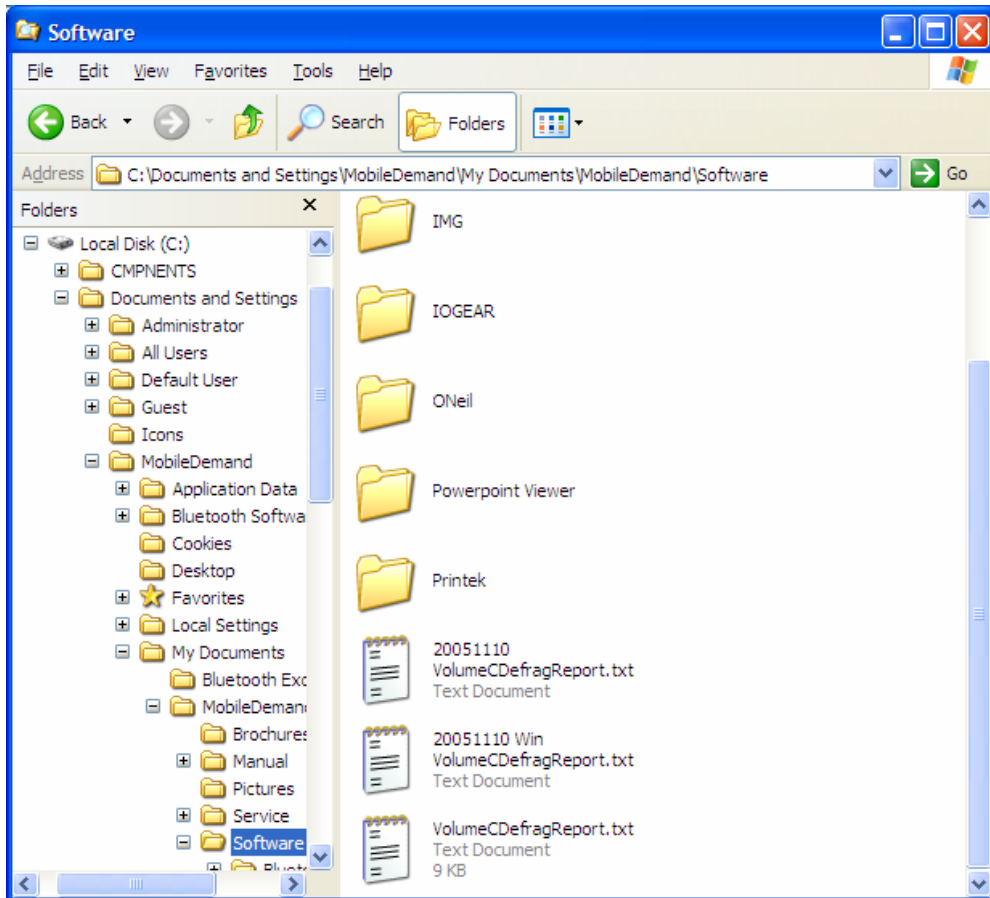 Software
File Edit View Favorites Tools Help
Back Search Folders
Address C:\Documents and Settings\MobileDemand\My Documents\MobileDemand\Software Go
Folders
Local Disk (C:)
CMPNENTS
Documents and Settings
Administrator
All Users
Default User
Guest
Icons
MobileDemand
Application Data
Bluetooth Softwa
Cookies
Desktop
Favorites
Local Settings
My Documents
Bluetooth Exc
MobileDeman
Brochures
Manual
Pictures
Service
Software
IMG
IOGEAR
ONeil
Powerpoint Viewer
Printek
20051110
VolumeCDefragReport.txt
Text Document
20051110 Win
VolumeCDefragReport.txt
Text Document
VolumeCDefragReport.txt
Text Document
9 KB